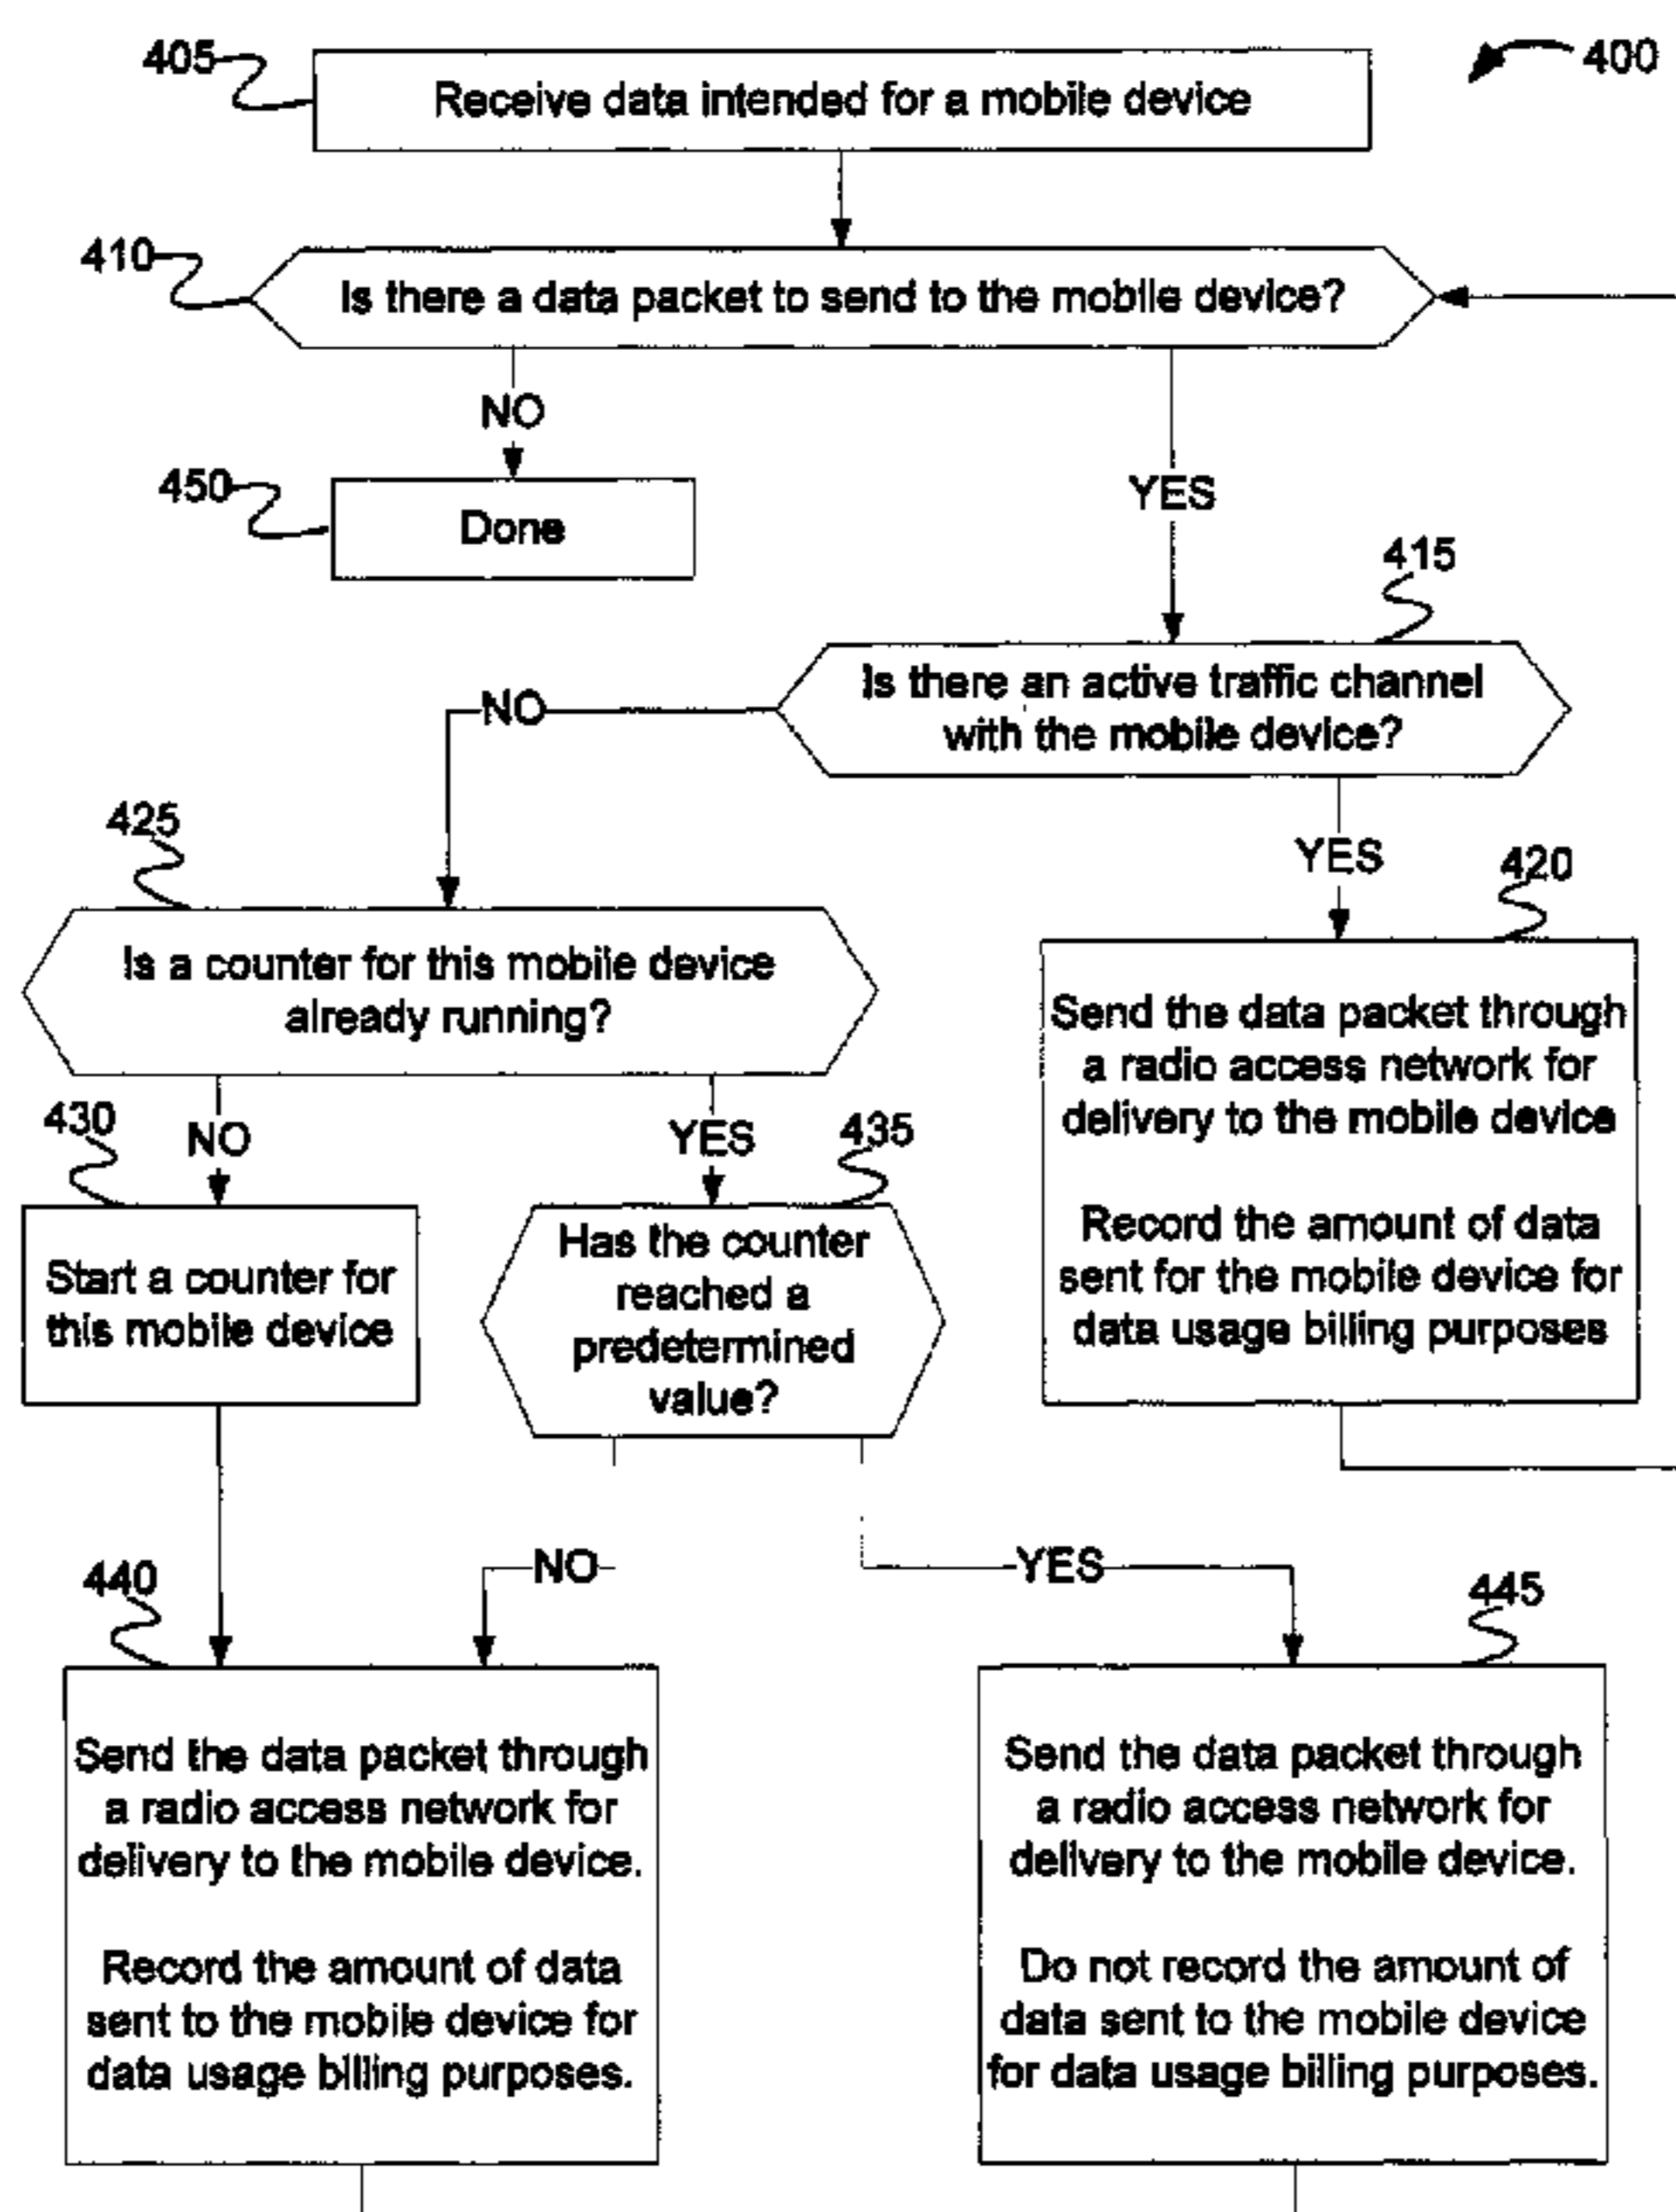 405
Receive data intended for a mobile device
400
410
Is there a data packet to send to the mobile device?
NO
YES
450
Done
415
Is there an active traffic channel
with the mobile device?
NO
YES
425
Is a counter for this mobile device
already running?
420
Send the data packet through
a radio access network for
delivery to the mobile device
Record the amount of data
sent for the mobile device for
data usage billing purposes
430
NO
YES
435
Start a counter for
this mobile device
Has the counter
reached a
predetermined
value?
NO
YES
440
Send the data packet through
a radio access network for
delivery to the mobile device.
Record the amount of data
sent to the mobile device for
data usage billing purposes.
445
Send the data packet through
a radio access network for
delivery to the mobile device.
Do not record the amount of
data sent to the mobile device
for data usage billing purposes.